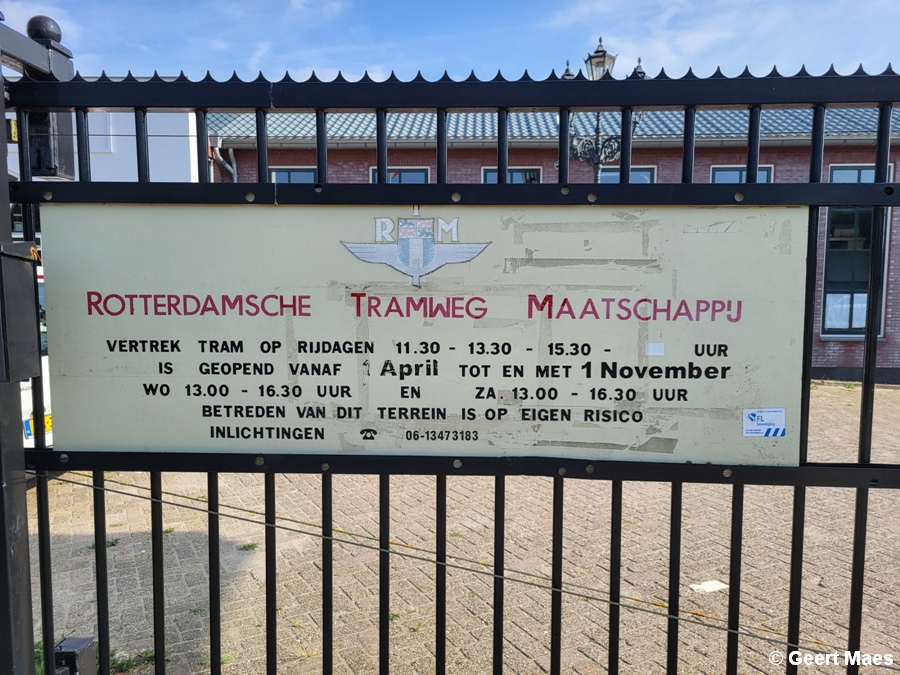 R M
ROTTERDAMSCHE TRAMWEG MAATSCHAPPIJ
VERTREK TRAM OP RIJDAGEN 11.30 - 13.30 - 15.30 - UUR
IS GEOPEND VANAF 1 April TOT EN MET 1 November
WO 13.00 - 16.30 UUR EN ZA. 13.00 - 16.30 UUR
BETREDEN VAN DIT TERREIN IS OP EIGEN RISICO
INLICHTINGEN ☎ 06-13473183
FL
beveiliging
© Geert Maes